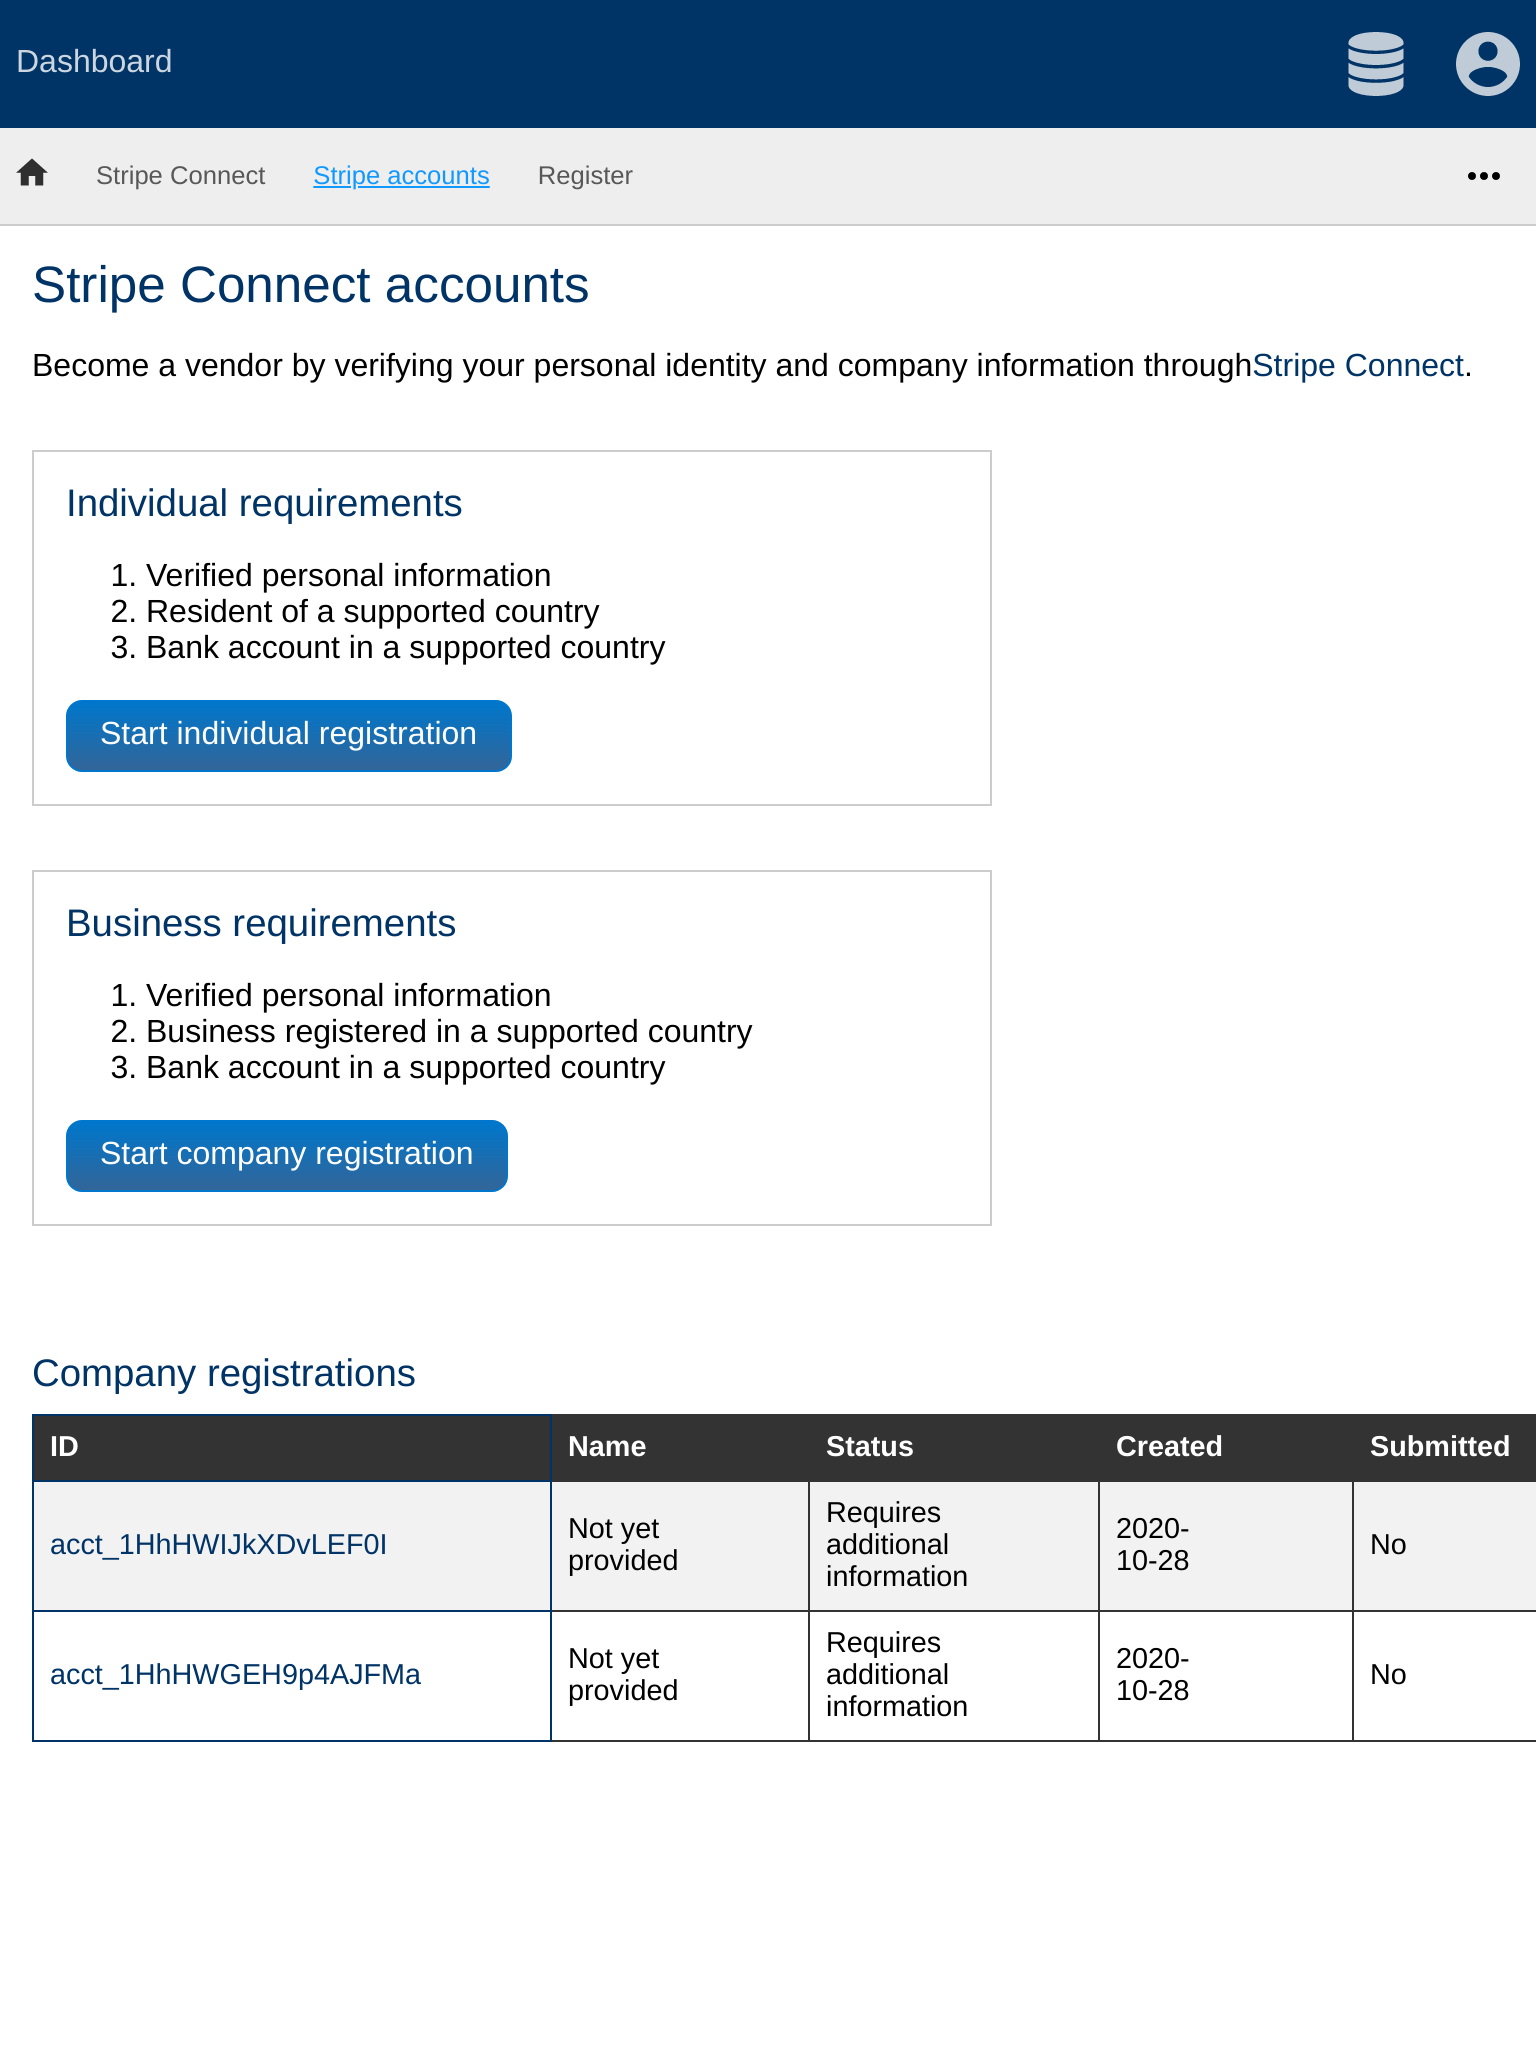 Dashboard
Stripe Connect Stripe accounts Register
Stripe Connect accounts
Become a vendor by verifying your personal identity and company information throughStripe Connect.
Individual requirements
1. Verified personal information
2. Resident of a supported country
3. Bank account in a supported country
Start individual registration
Business requirements
1. Verified personal information
2. Business registered in a supported country
3. Bank account in a supported country
Start company registration
Company registrations
ID Name Status Created Submitted
acct_1HhHWIJkXDvLEF0I
Not yet
provided
Requires
additional
information
2020-
10-28
No
acct_1HhHWGEH9p4AJFMa
Not yet
provided
Requires
additional
information
2020-
10-28
No